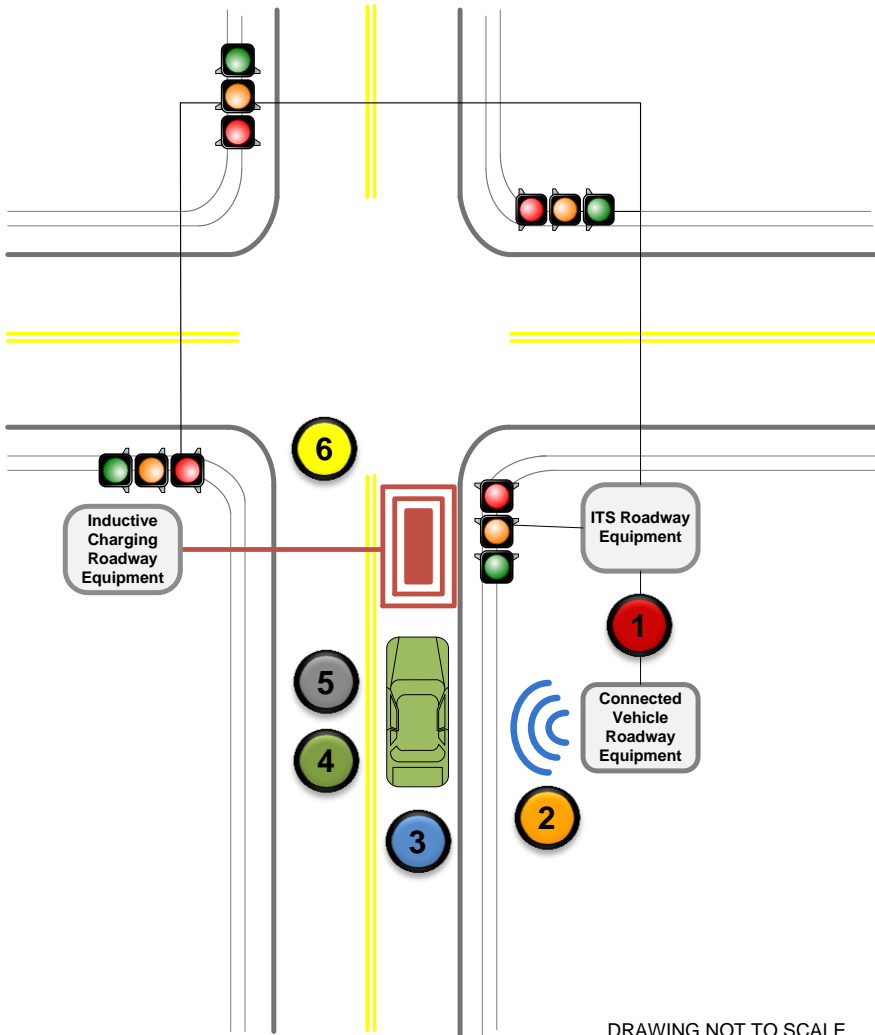 6
Inductive
Charging
Roadway
Equipment
ITS Roadway
Equipment
1
5
Connected
Vehicle
Roadway
Equipment
4
2
3
DRAWING NOT TO SCALE